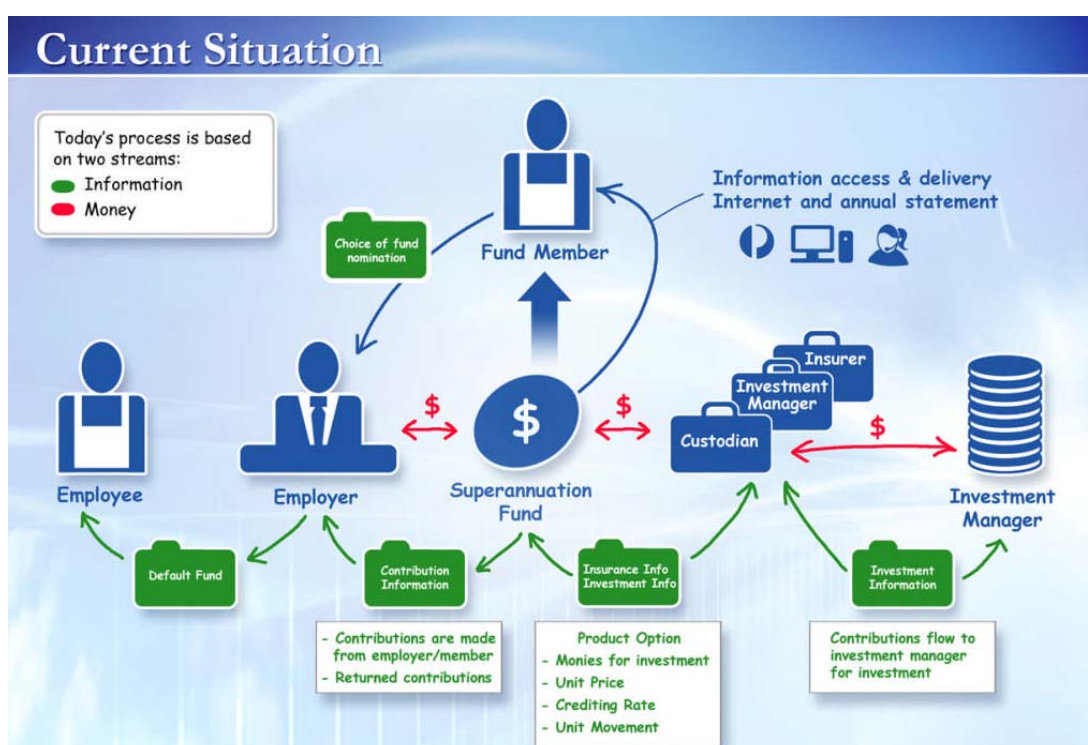 Current Situation
Today's process is based
on two streams:
Information
Money
Choice of fund
nomination
Fund Member
Information access & delivery
Internet and annual statement
Insurer
Investment
Manager
Custodian
$
$
$
$
Employee
Employer
Superannuation
Fund
Investment
Manager
Default Fund
Contribution
Information
Insurance Info
Investment Info
Investment
Information
- Contributions are made
from employer/member
- Returned contributions
Product Option
- Monies for investment
- Unit Price
- Crediting Rate
- Unit Movement
Contributions flow to
investment manager
for investment